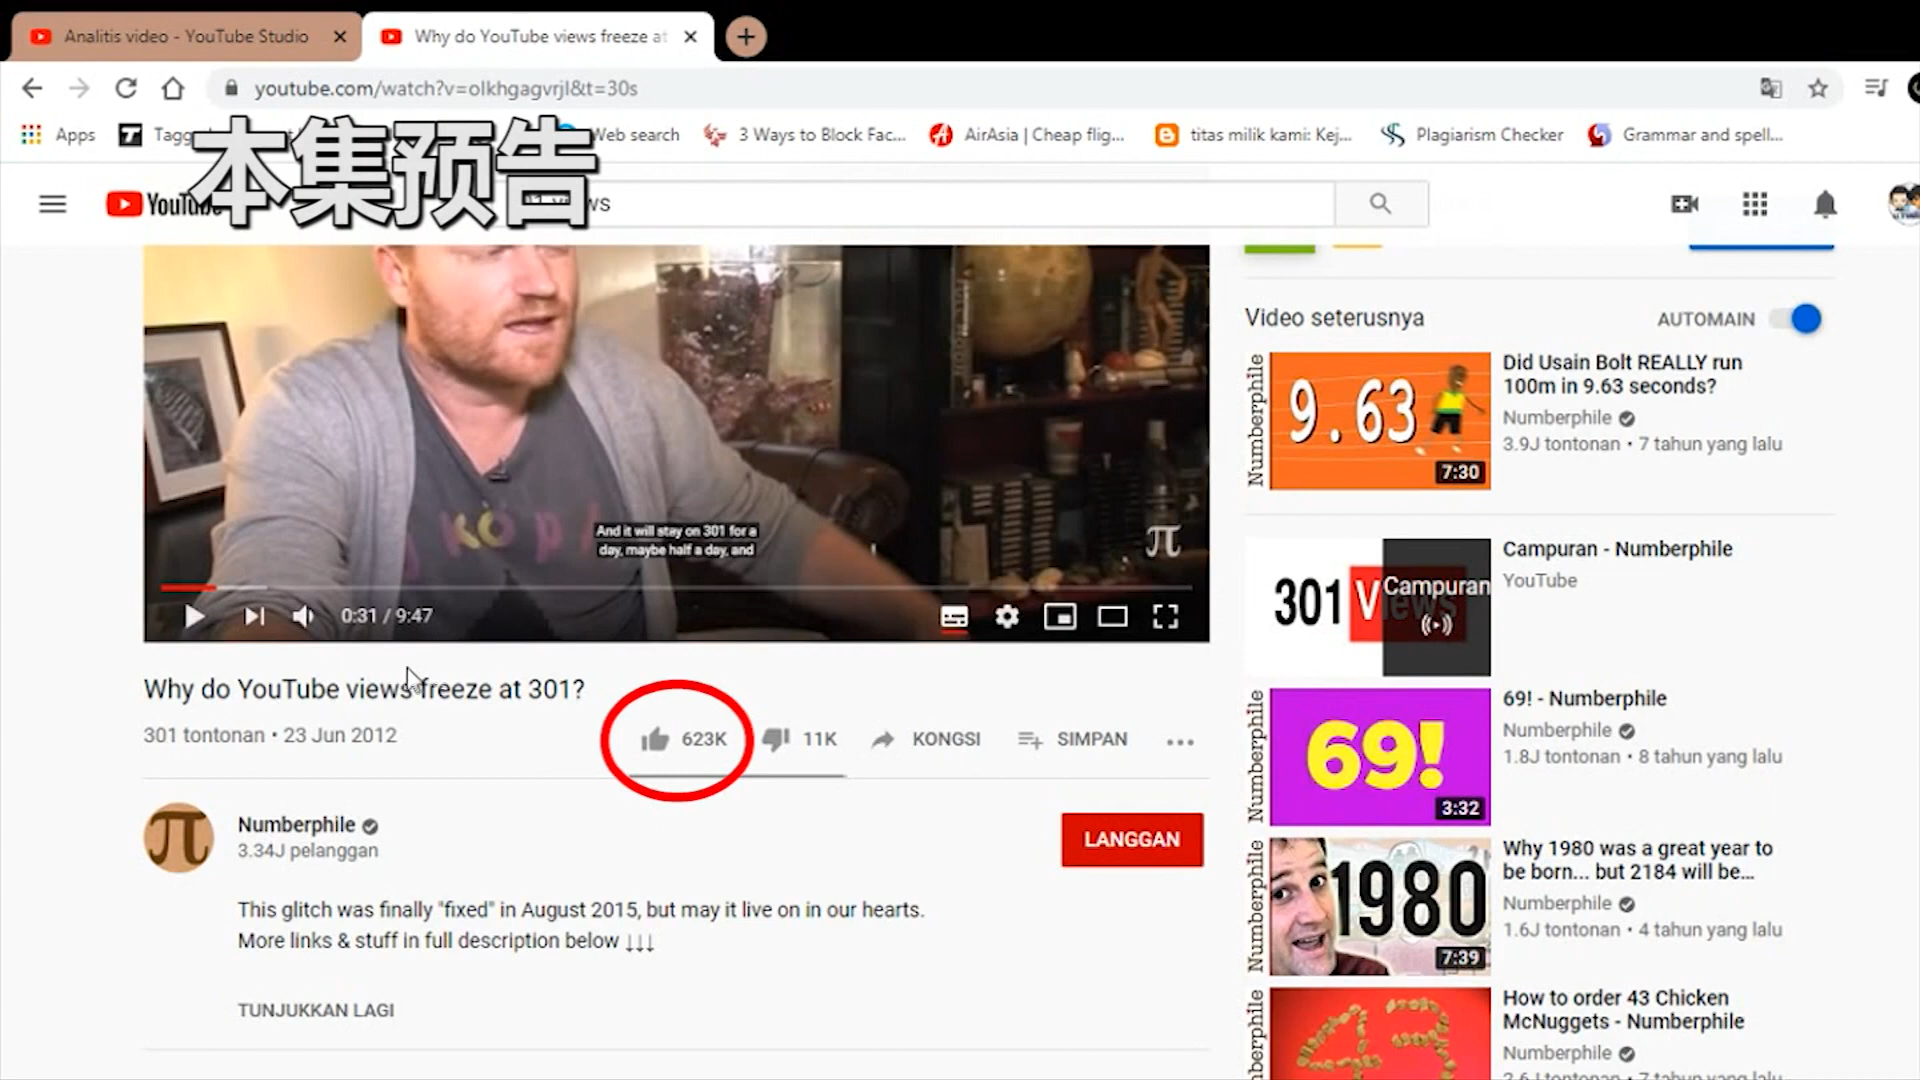 Analitis video - YouTube Studio
Why do YouTube views freeze at
youtube.com/watch?v=olkhgagvrjI&t=30s
Apps
Web search
3 Ways to Block Fac...
AirAsia | Cheap flig...
titas milik kami: Kej...
Plagiarism Checker
Grammar and spell...
本集预告
YouTube
And it will stay on 301 for a
day, maybe half a day, and
π
0:31 / 9:47
Why do YouTube views freeze at 301?
301 tontonan • 23 Jun 2012
623K
11K
KONGSI
SIMPAN
π
Numberphile
3.34J pelanggan
LANGGAN
This glitch was finally "fixed" in August 2015, but may it live on in our hearts.
More links & stuff in full description below ↓↓↓
TUNJUKKAN LAGI
Video seterusnya
AUTOMAIN
Numberphile
9.63
7:30
Did Usain Bolt REALLY run
100m in 9.63 seconds?
Numberphile
3.9J tontonan • 7 tahun yang lalu
301 Views
Campuran
Campuran - Numberphile
YouTube
Numberphile
69!
3:32
69! - Numberphile
Numberphile
1.8J tontonan • 8 tahun yang lalu
Numberphile
1980
7:39
Why 1980 was a great year to
be born... but 2184 will be...
Numberphile
1.6J tontonan • 4 tahun yang lalu
43
How to order 43 Chicken
McNuggets - Numberphile
Numberphile